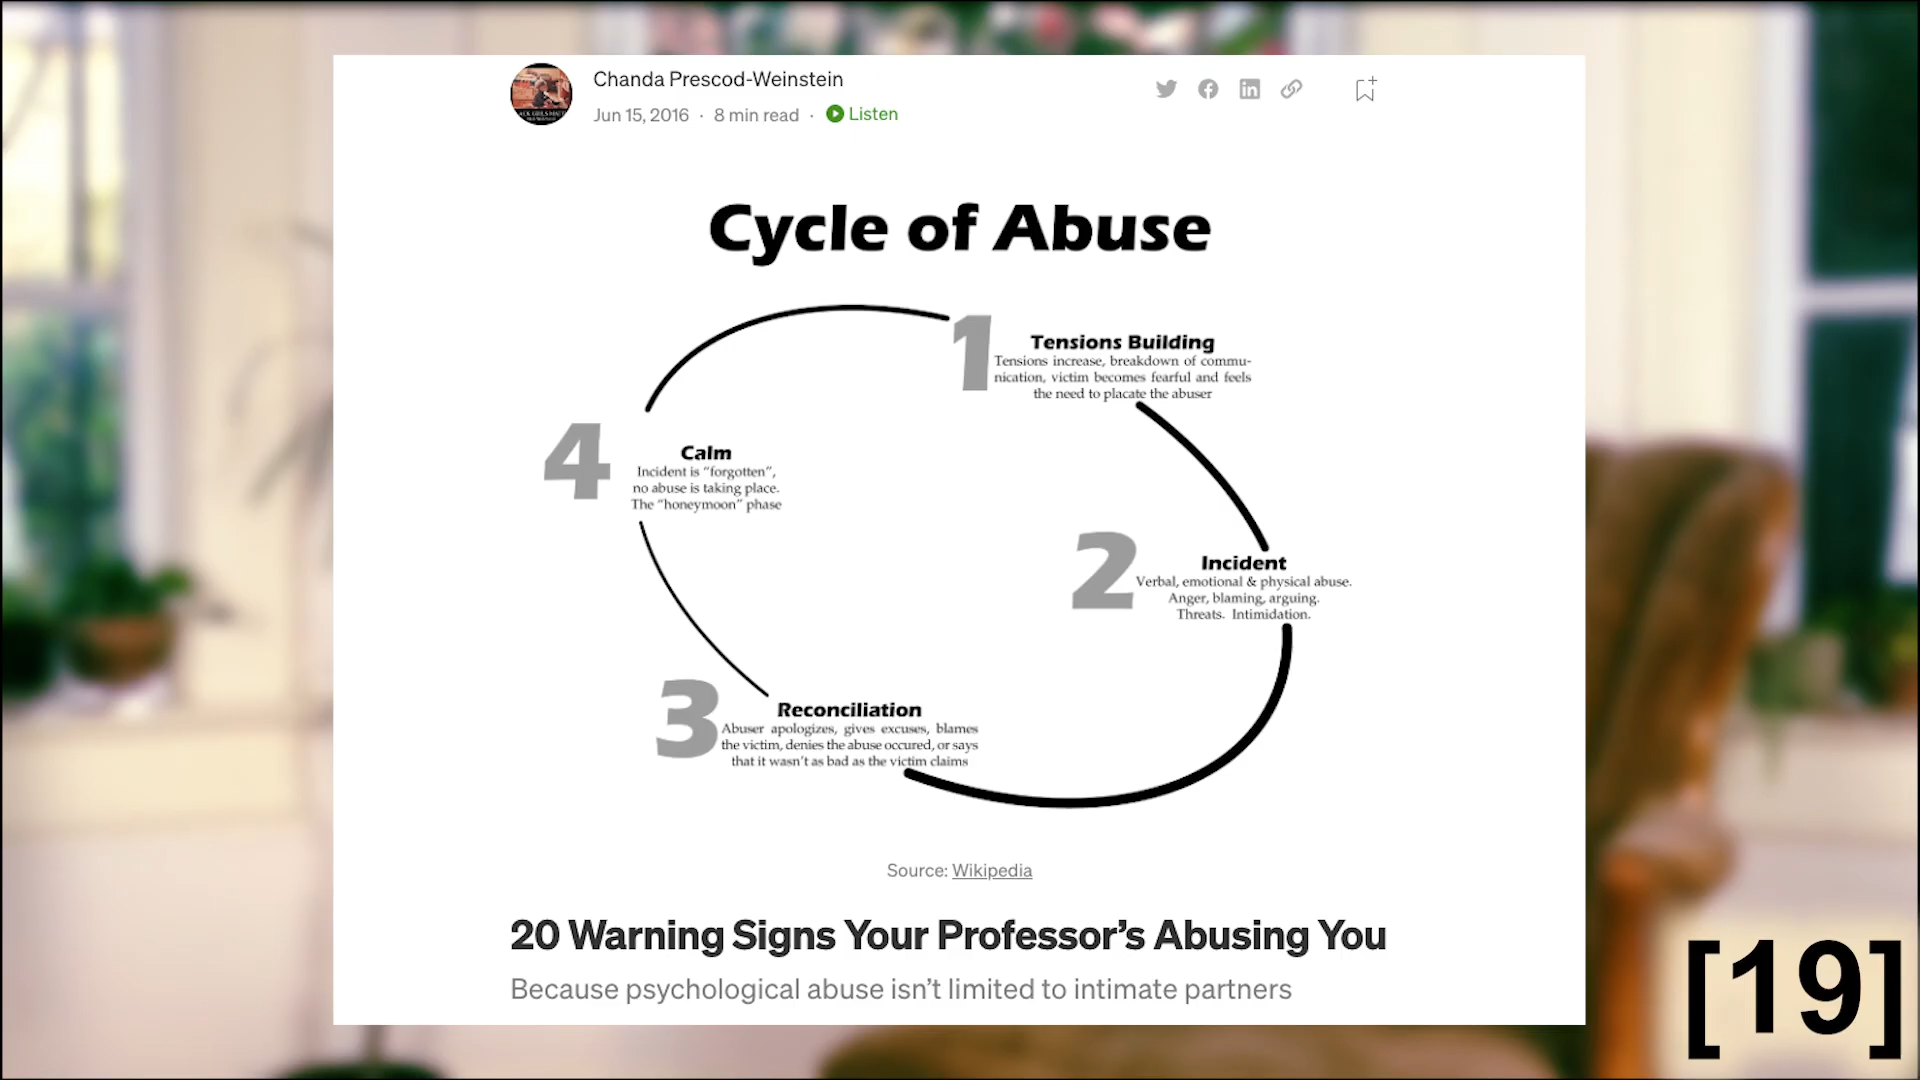 Chanda Prescod-Weinstein
Jun 15, 2016 · 8 min read · Listen
Cycle of Abuse
1
Tensions Building
Tensions increase, breakdown of commu-
nication, victim becomes fearful and feels
the need to placate the abuser
2
Incident
Verbal, emotional & physical abuse.
Anger, blaming, arguing.
Threats. Intimidation.
3
Reconciliation
Abuser apologizes, gives excuses, blames
the victim, denies the abuse occured, or says
that it wasn't as bad as the victim claims
4
Calm
Incident is "forgotten",
no abuse is taking place.
The "honeymoon" phase
Source: Wikipedia
20 Warning Signs Your Professor's Abusing You
Because psychological abuse isn't limited to intimate partners
[19]